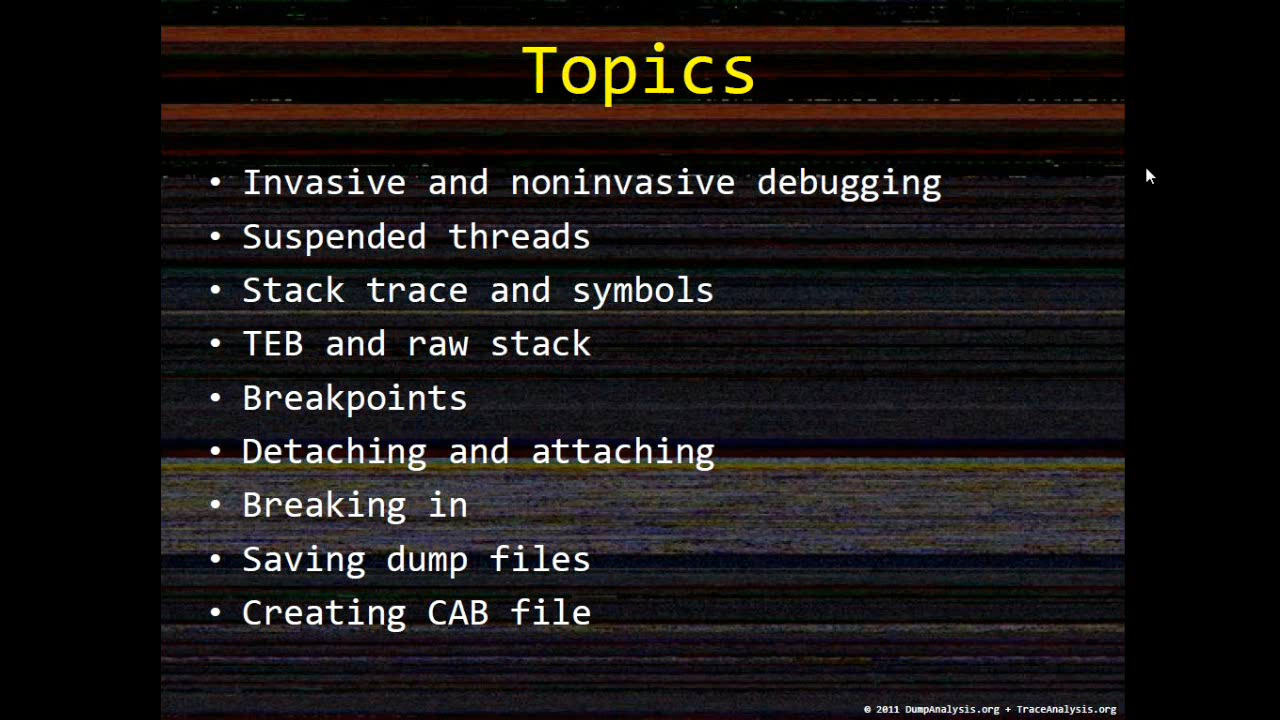 Topics
• Invasive and noninvasive debugging
• Suspended threads
• Stack trace and symbols
• TEB and raw stack
• Breakpoints
• Detaching and attaching
• Breaking in
• Saving dump files
• Creating CAB file
© 2011 DumpAnalysis.org + TraceAnalysis.org